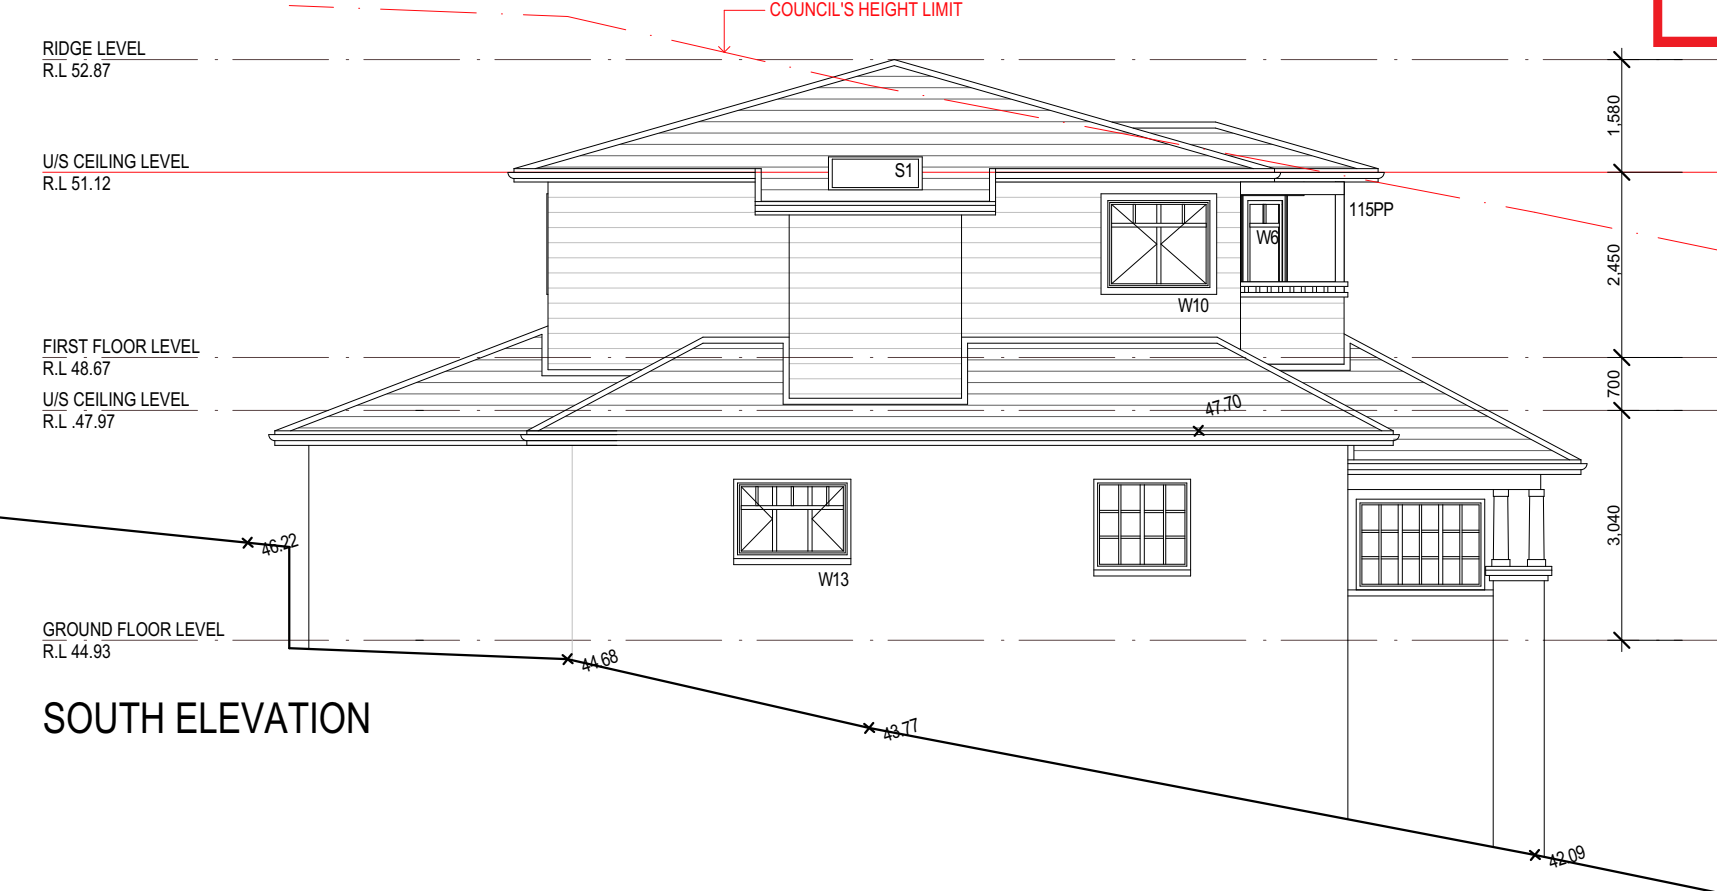 COUNCIL'S HEIGHT LIMIT
RIDGE LEVEL
R.L 52.87
1,580
U/S CEILING LEVEL
R.L 51.12
S1
115PP
W6
2,450
W10
FIRST FLOOR LEVEL
R.L 48.67
700
U/S CEILING LEVEL
R.L .47.97
47.70
3,040
46.22
W13
GROUND FLOOR LEVEL
R.L 44.93
44.68
SOUTH ELEVATION
43.77
42.09